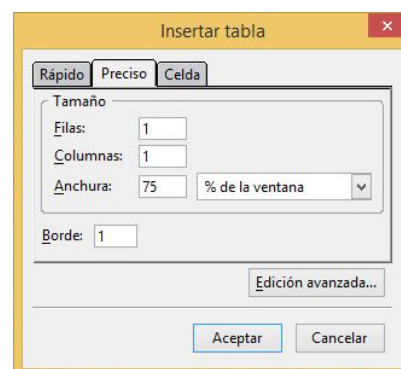 Insertar tabla
Rápido Preciso Celda
Tamaño
Filas: 1
Columnas: 1
Anchura: 75 % de la ventana
Borde: 1
Edición avanzada...
Aceptar Cancelar